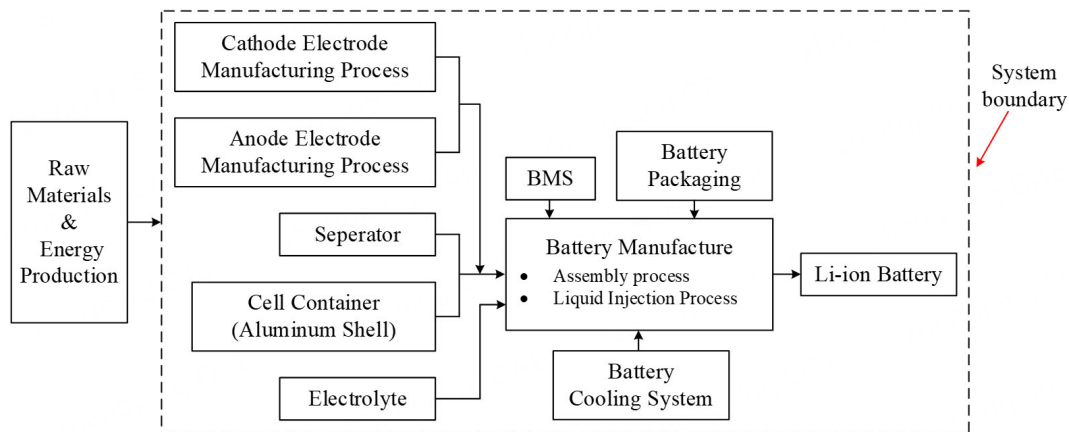 Cathode Electrode
Manufacturing Process
Anode Electrode
Manufacturing Process
System
boundary
Raw
Materials
&
Energy
Production
BMS
Battery
Packaging
Seperator
Battery Manufacture
• Assembly process
• Liquid Injection Process
Li-ion Battery
Cell Container
(Aluminum Shell)
Electrolyte
Battery
Cooling System